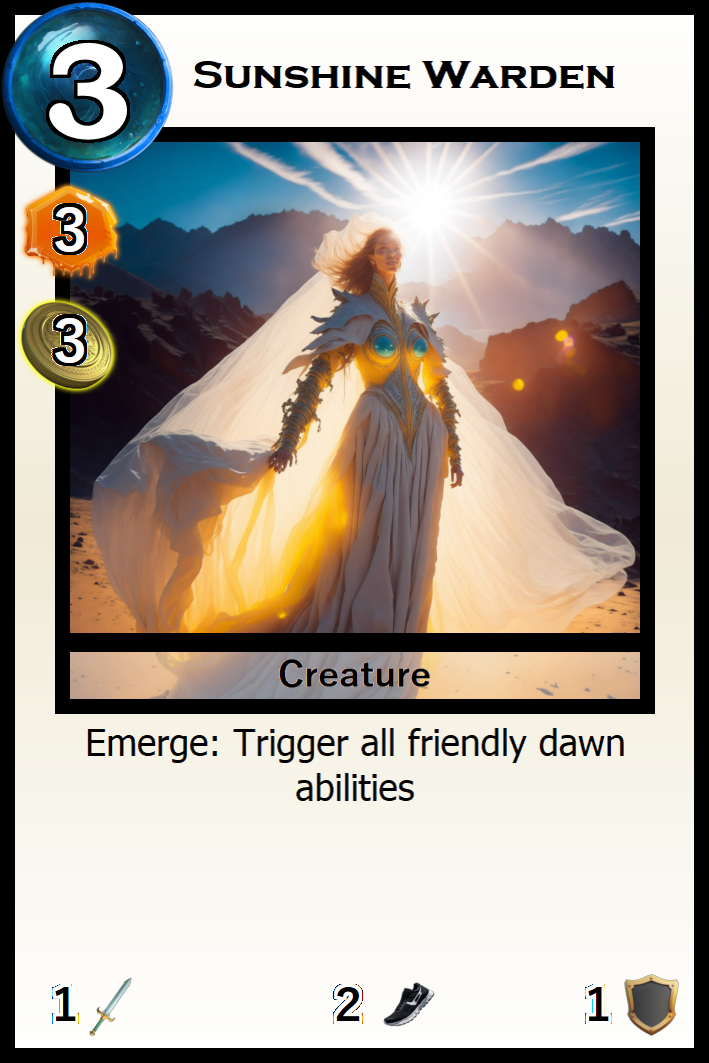 3
Sunshine Warden
3
3
Creature
Emerge: Trigger all friendly dawn
abilities
1 2 1